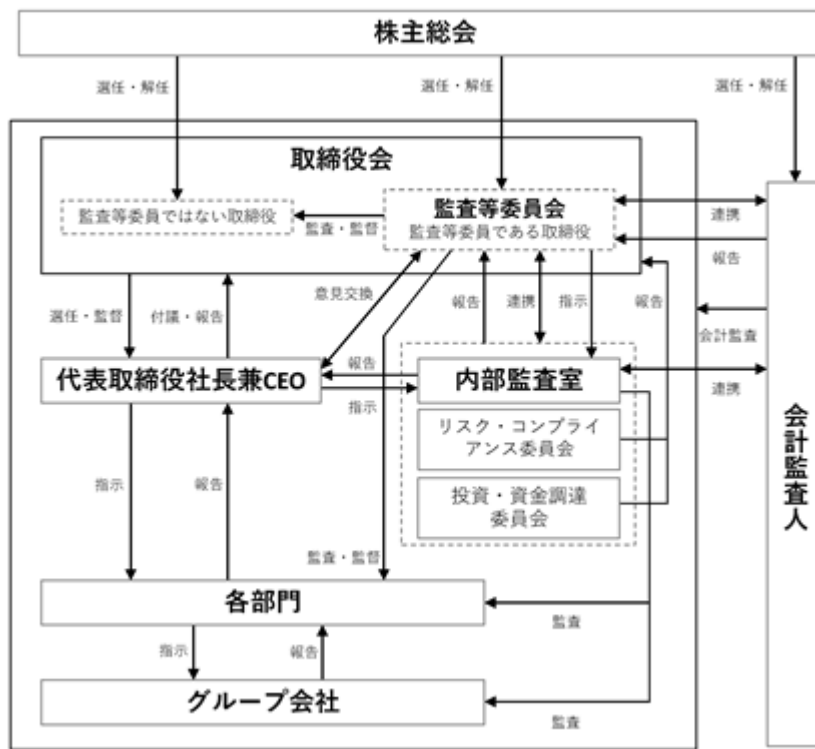 株主総会
選任・解任
選任・解任
選任・解任
取締役会
監査等委員ではない取締役
監査・監督
監査等委員会
監査等委員である取締役
連携
報告
選任・監督
付議・報告
意見交換
報告
連携
指示
報告
会計監査
代表取締役社長兼CEO
報告
指示
内部監査室
連携
リスク・コンプライ
アンス委員会
投資・資金調達
委員会
会計監査人
指示
報告
監査・監督
各部門
監査
指示
報告
グループ会社
監査